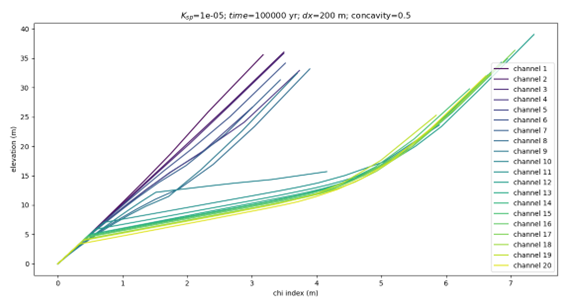 K_sp=1e-05; time=100000 yr; dx=200 m; concavity=0.5
40
35
30
25
20
15
10
5
0
elevation (m)
0 1 2 3 4 5 6 7
chi index (m)
channel 1
channel 2
channel 3
channel 4
channel 5
channel 6
channel 7
channel 8
channel 9
channel 10
channel 11
channel 12
channel 13
channel 14
channel 15
channel 16
channel 17
channel 18
channel 19
channel 20